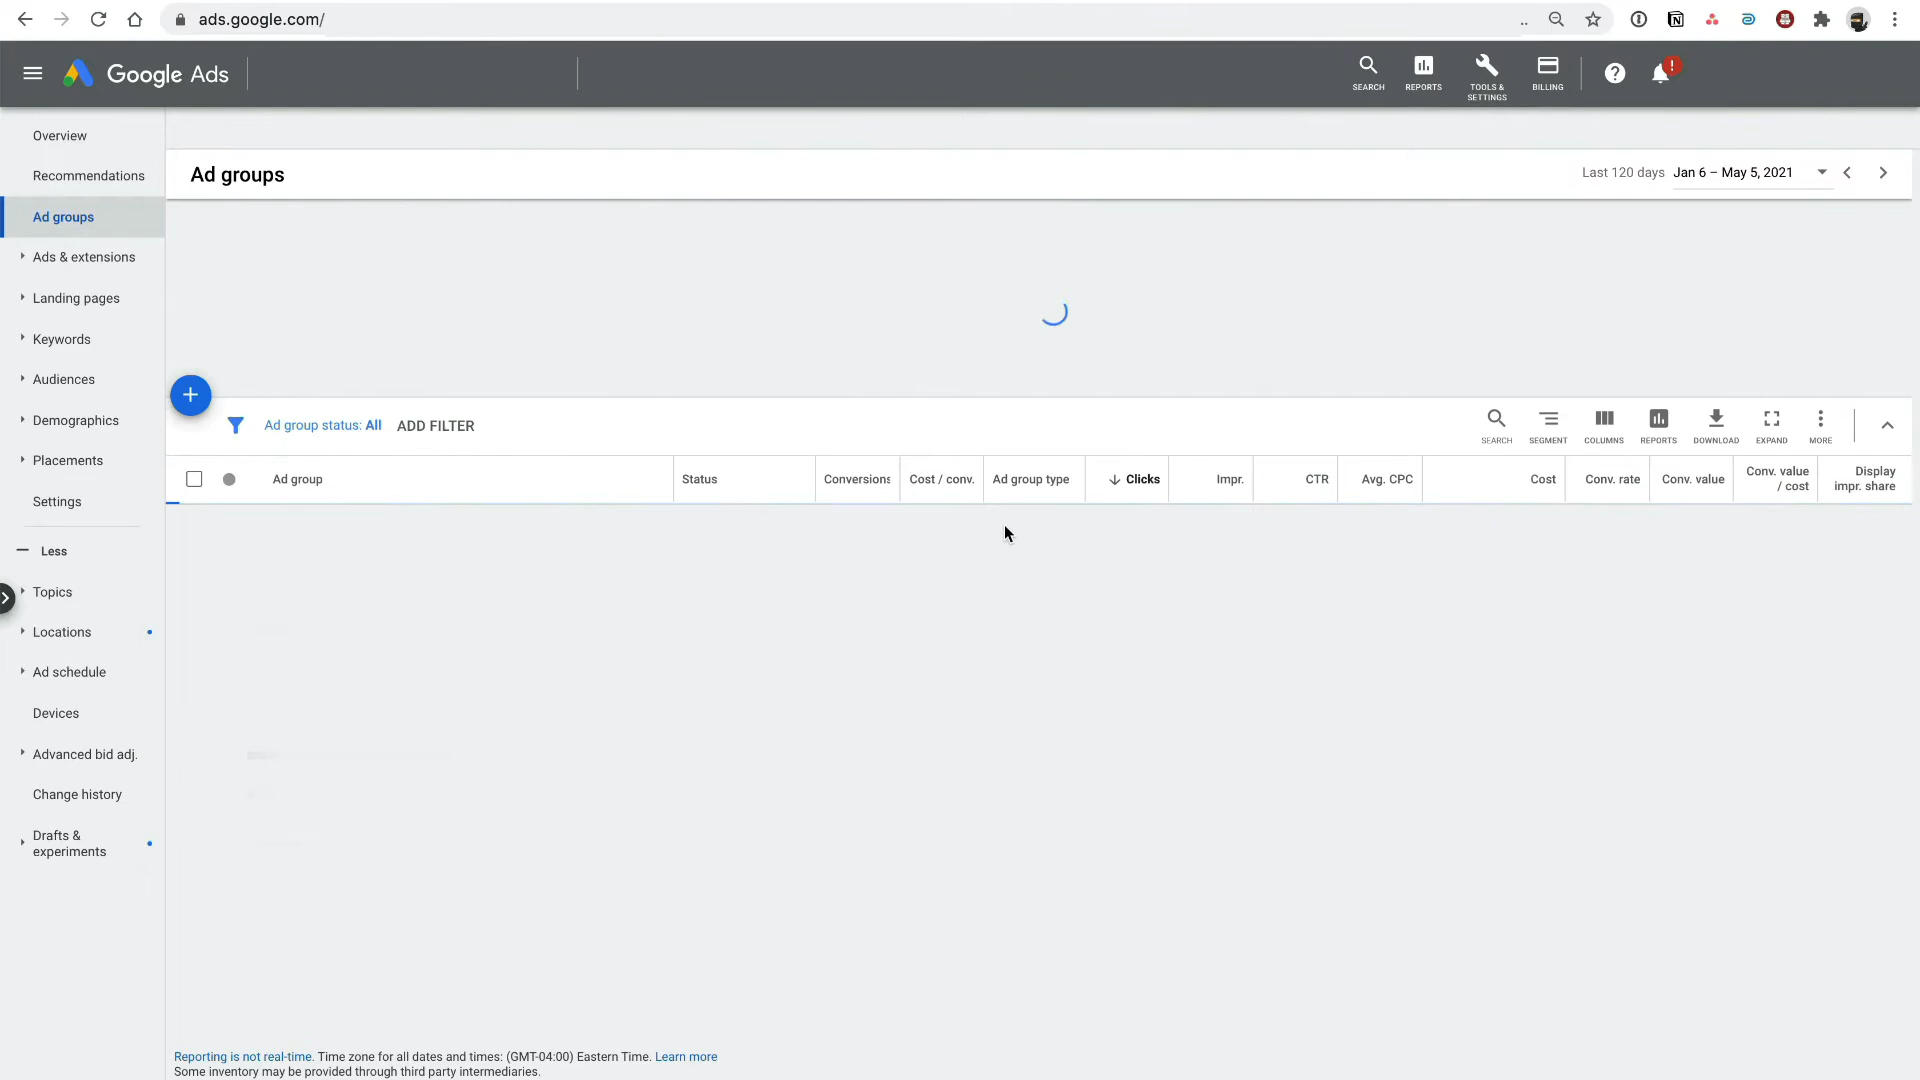 ads.google.com/
Google Ads
SEARCH
REPORTS
TOOLS &
SETTINGS
BILLING
Overview
Recommendations
Ad groups
Ads & extensions
Landing pages
Keywords
Audiences
Demographics
Placements
Settings
Less
Topics
Locations
Ad schedule
Devices
Advanced bid adj.
Change history
Drafts &
experiments
Ad groups
Last 120 days Jan 6 – May 5, 2021
Ad group status: All ADD FILTER
SEARCH
SEGMENT
COLUMNS
REPORTS
DOWNLOAD
EXPAND
MORE
Ad group
Status
Conversions
Cost / conv.
Ad group type
Clicks
Impr.
CTR
Avg. CPC
Cost
Conv. rate
Conv. value
Conv. value
/ cost
Display
impr. share
Reporting is not real-time. Time zone for all dates and times: (GMT-04:00) Eastern Time. Learn more
Some inventory may be provided through third party intermediaries.